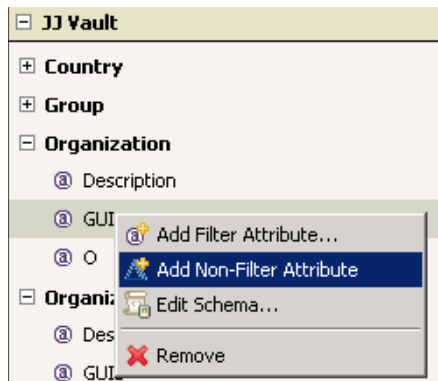 JJ Vault
Country
Group
Organization
Description
GUI
Add Filter Attribute...
O
Add Non-Filter Attribute
Organiz
Edit Schema...
Des
Remove
GUID